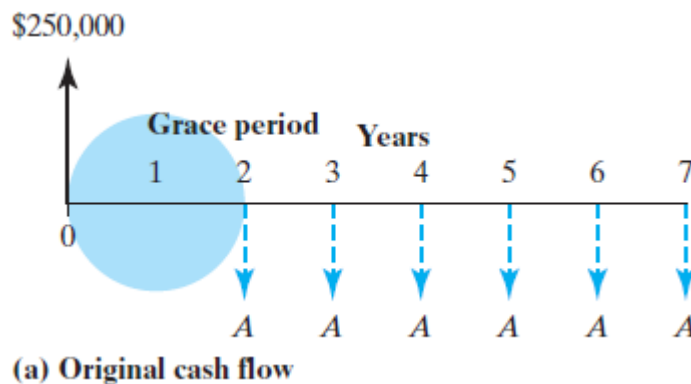 $250,000
Grace period
Years
1 2 3 4 5 6 7
0
A A A A A A
(a) Original cash flow